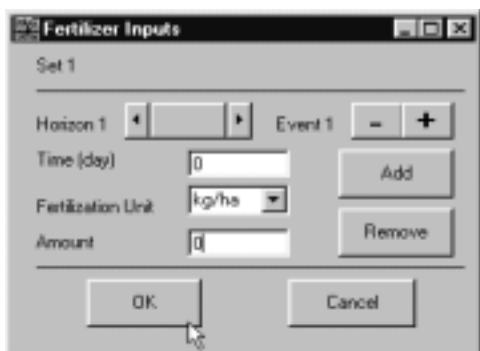 Fertilizer Inputs
Set 1
Horizon 1 Event 1 - +
Time (day) 0 Add
Fertilization Unit kg/ha
Amount 0 Remove
OK Cancel